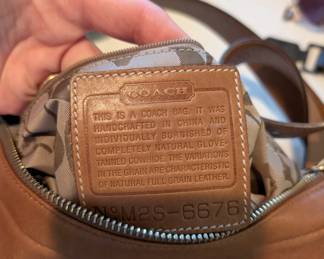 COACH
THIS IS A COACH BAG. IT WAS
HANDCRAFTED IN CHINA AND
INDIVIDUALLY BURNISHED OF
COMPLETELY NATURAL GLOVE-
TANNED COWHIDE. THE VARIATIONS
IN THE GRAIN ARE CHARACTERISTIC
OF NATURAL FULL GRAIN LEATHER.
M2S-6676